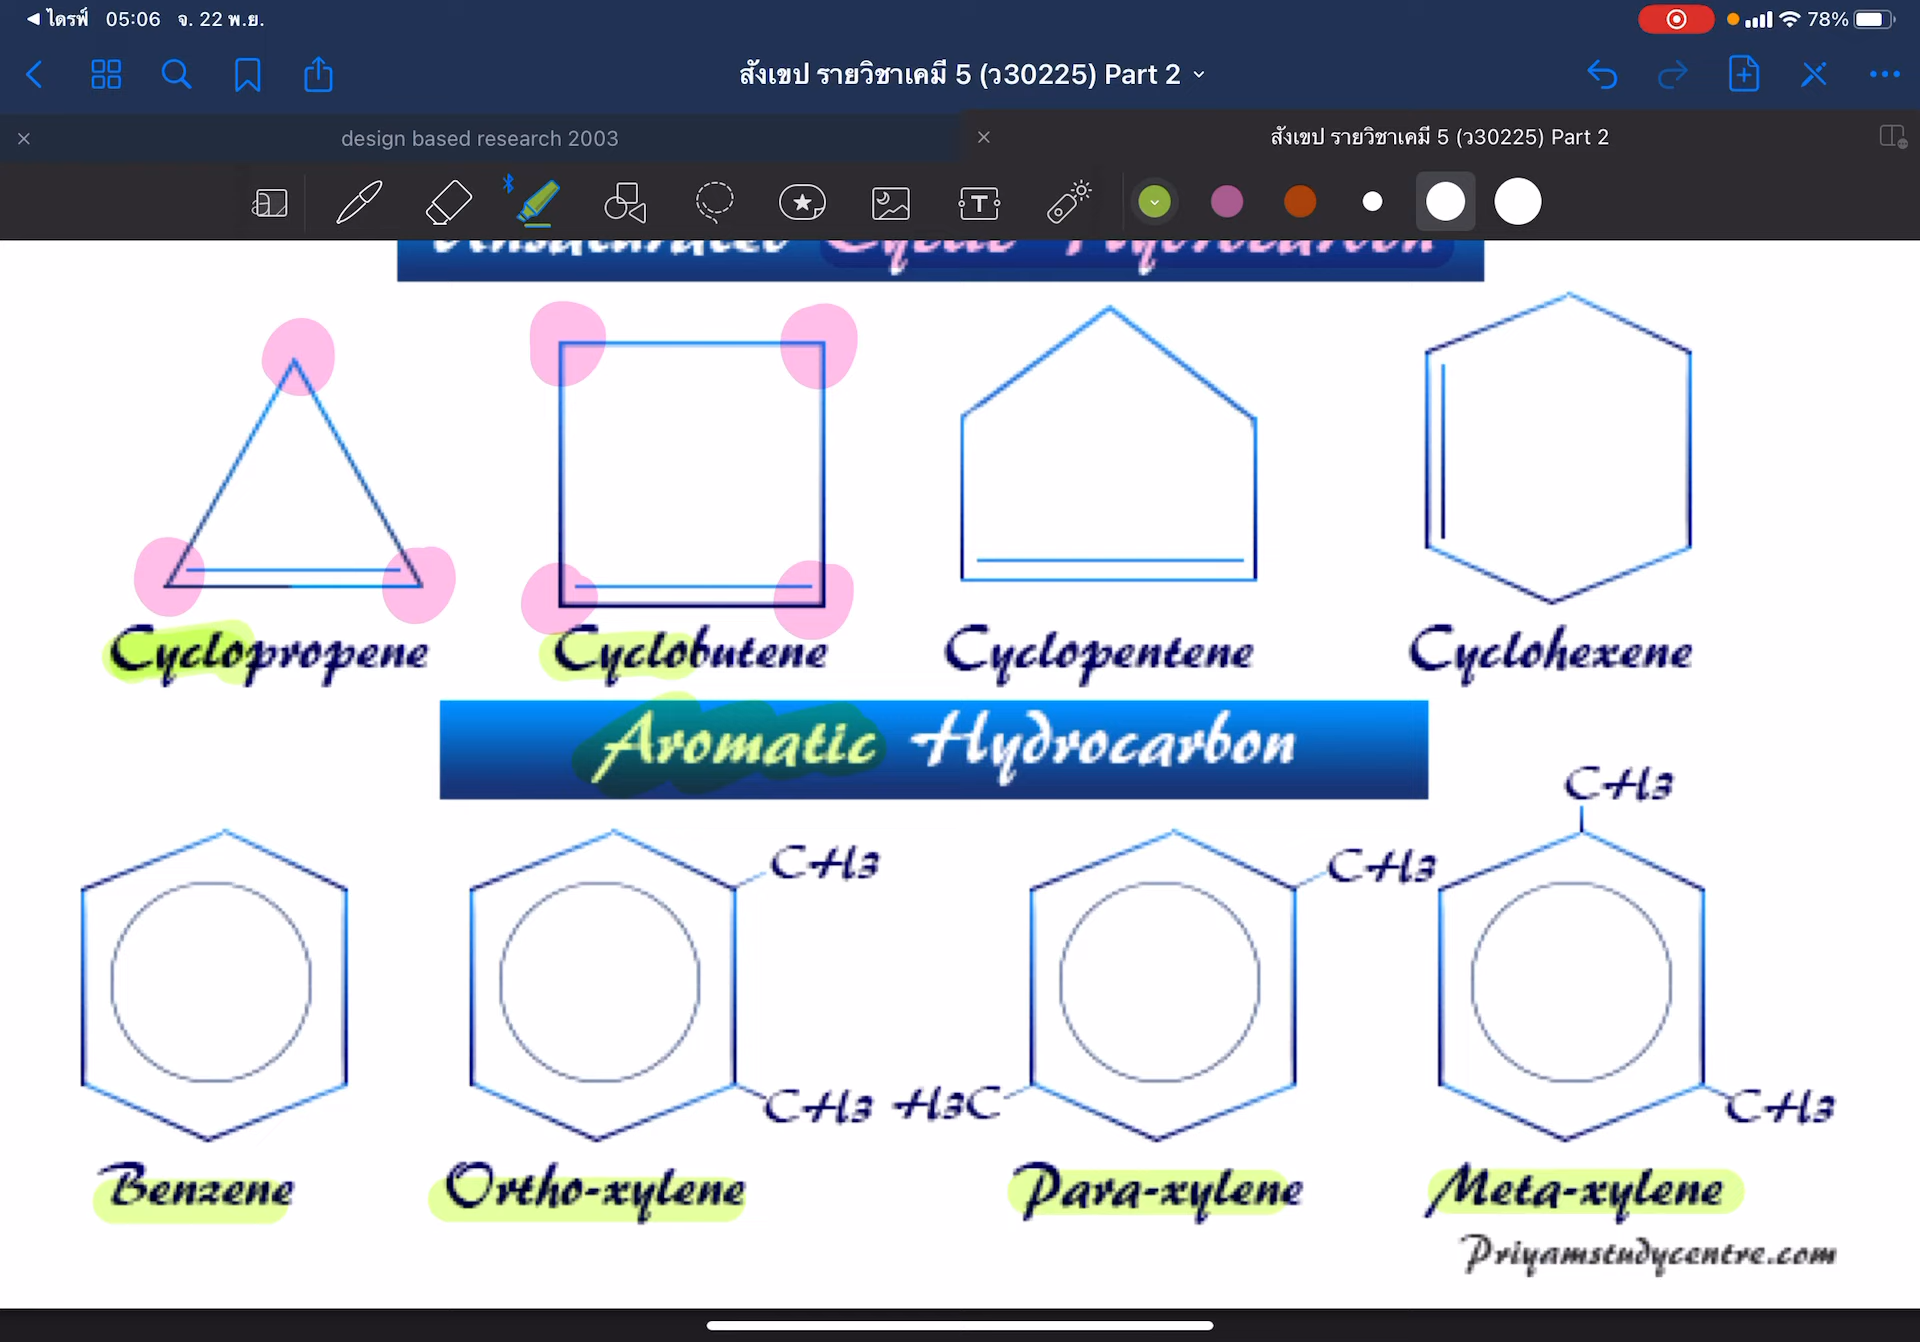 ◀ ไดรฟ์ 05:06 จ. 22 พ.ย. 78%
สังเขป รายวิชาเคมี 5 (ว30225) Part 2
design based research 2003
สังเขป รายวิชาเคมี 5 (ว30225) Part 2
T
Unsaturated Cyclic Hydrocarbon
Cyclopropene Cyclobutene Cyclopentene Cyclohexene
Aromatic Hydrocarbon
CH3
CH3 CH3
CH3 H3C CH3
Benzene Ortho-xylene Para-xylene Meta-xylene
Priyamstudycentre.com